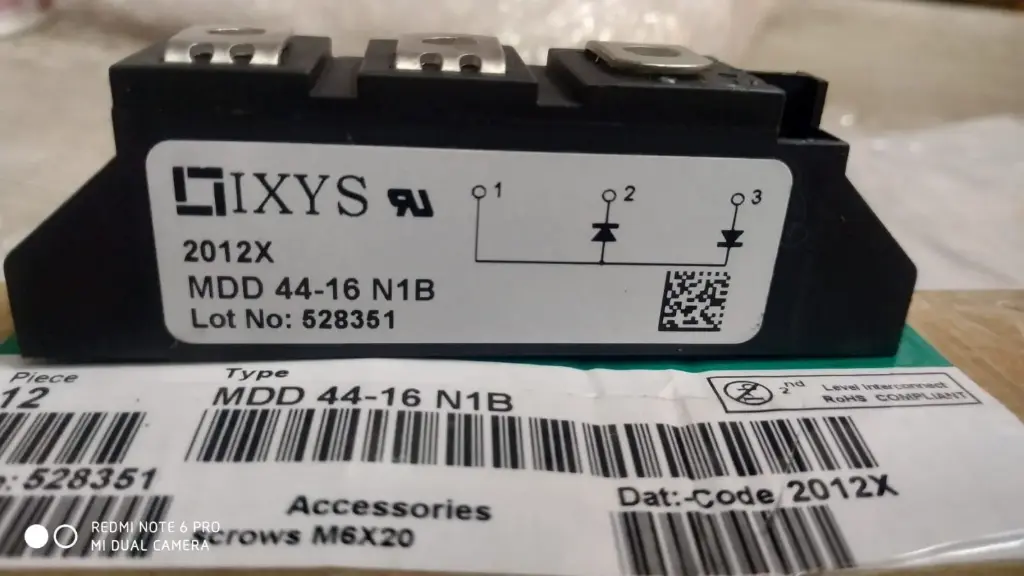 IXYS
1
2
3
2012X
MDD 44-16 N1B
Lot No: 528351
Piece
12
Type
MDD 44-16 N1B
2nd Level Interconnect
RoHS COMPLIANT
: 528351
Dat:-Code 2012X
Accessories
crows M6X20
REDMI NOTE 6 PRO
MI DUAL CAMERA